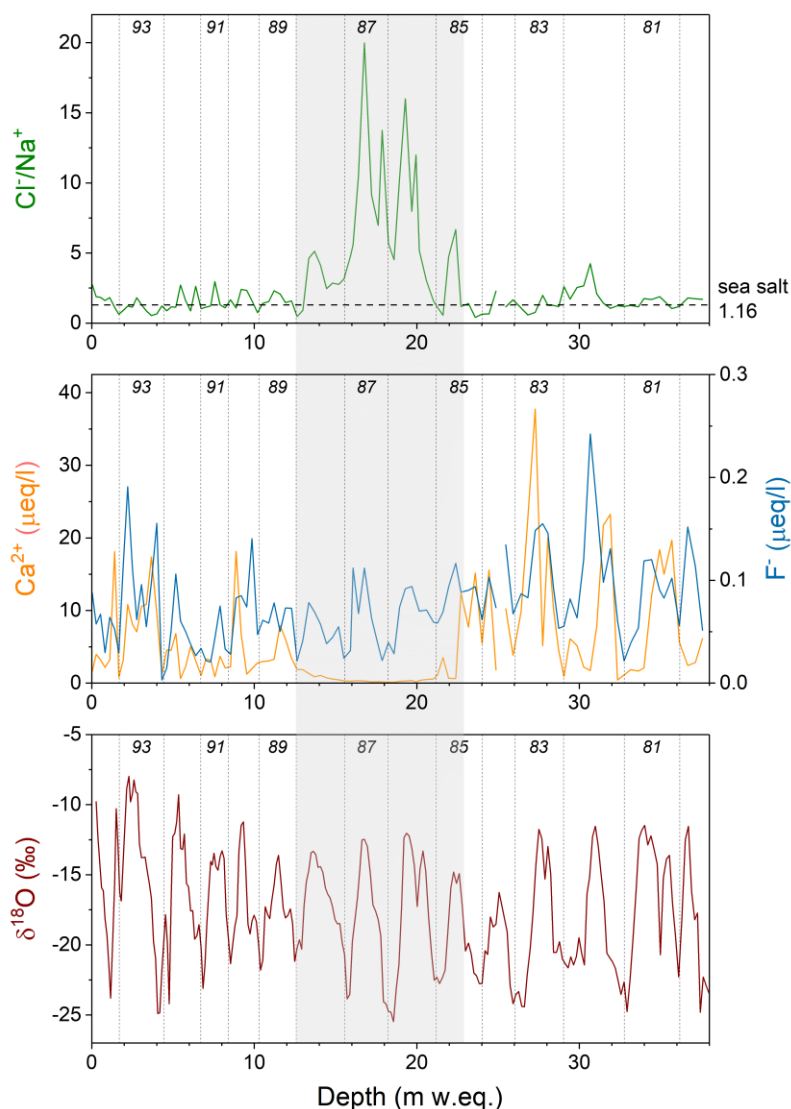 93 91 89 87 85 83 81
20
15
10
5
0
Cl⁻/Na⁺
sea salt
1.16
0 10 20 30
93 91 89 87 85 83 81
40
30
20
10
0
Ca²⁺ (μeq/l)
0.3
0.2
0.1
0.0
F⁻ (μeq/l)
0 10 20 30
93 91 89 87 85 83 81
-5
-10
-15
-20
-25
δ¹⁸O (‰)
0 10 20 30
Depth (m w.eq.)